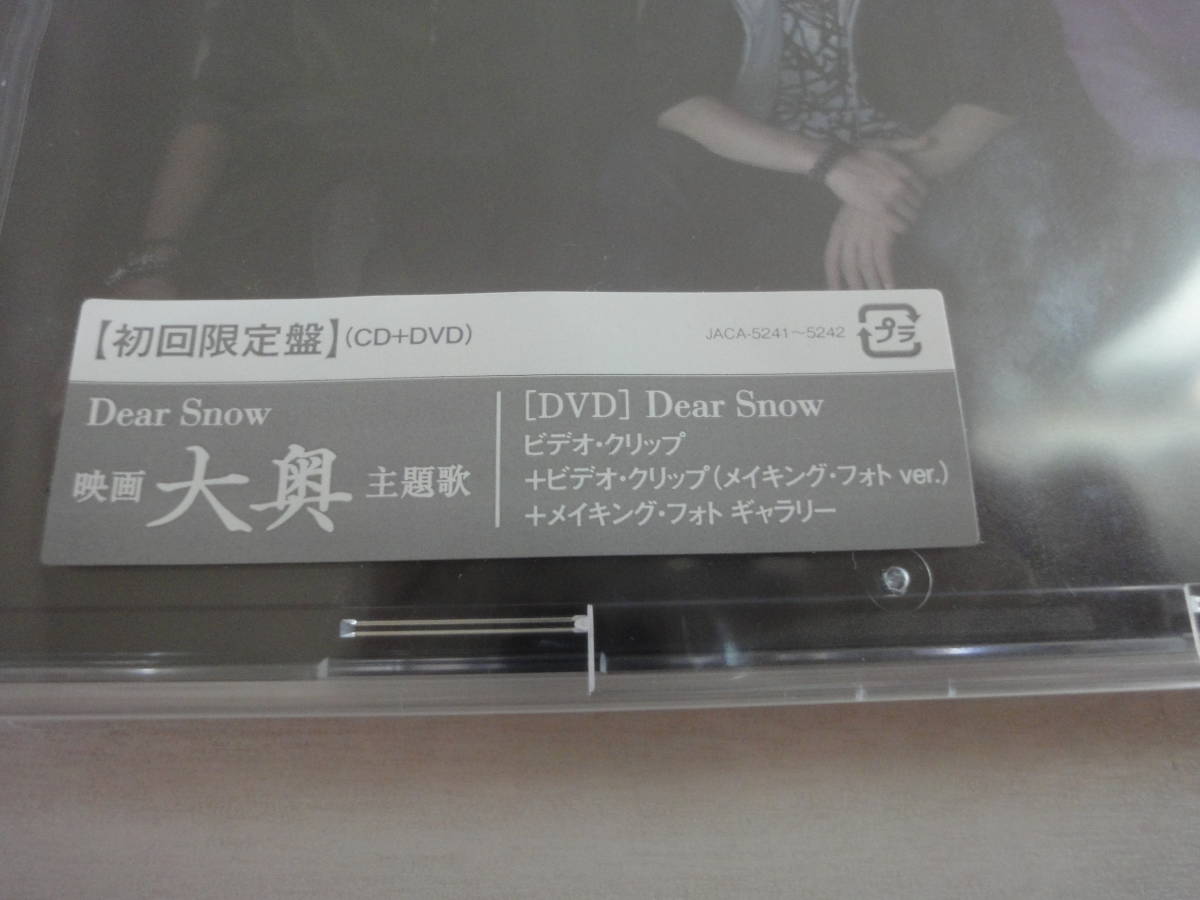 【初回限定盤】(CD+DVD)
JACA-5241〜5242
プラ
Dear Snow
映画 大奥 主題歌
[DVD] Dear Snow
ビデオ・クリップ
+ビデオ・クリップ(メイキング・フォト ver.)
+メイキング・フォト ギャラリー